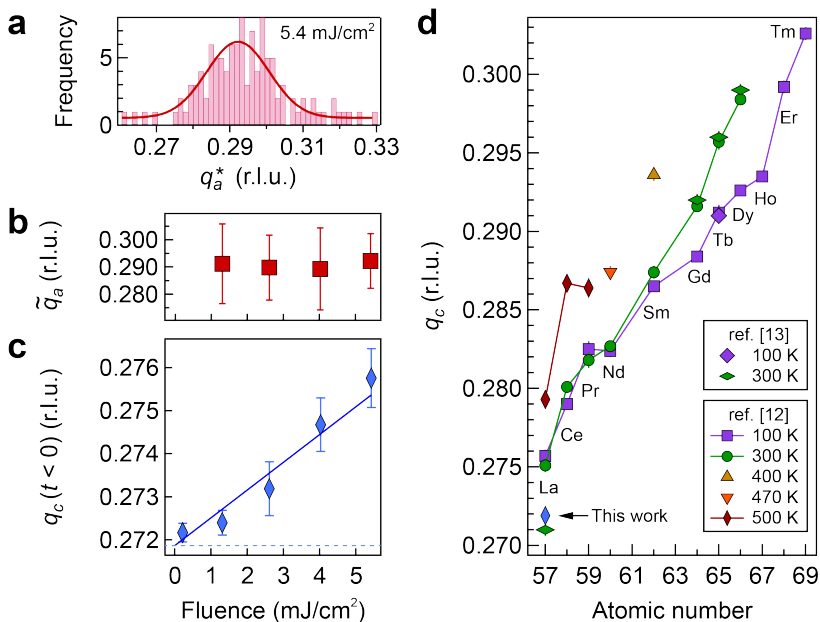 a
5.4 mJ/cm²
Frequency
5
0
0.27 0.29 0.31 0.33
qₐ* (r.l.u.)
b
q̃ₐ (r.l.u.)
0.300
0.290
0.280
c
q_c (t < 0) (r.l.u.)
0.276
0.275
0.274
0.273
0.272
0 1 2 3 4 5
Fluence (mJ/cm²)
d
q_c (r.l.u.)
0.300
0.295
0.290
0.285
0.280
0.275
0.270
Tm
Er
Ho
Dy
Tb
Gd
Sm
Nd
Pr
Ce
La
This work
ref. [13]
100 K
300 K
ref. [12]
100 K
300 K
400 K
470 K
500 K
57 59 61 63 65 67 69
Atomic number